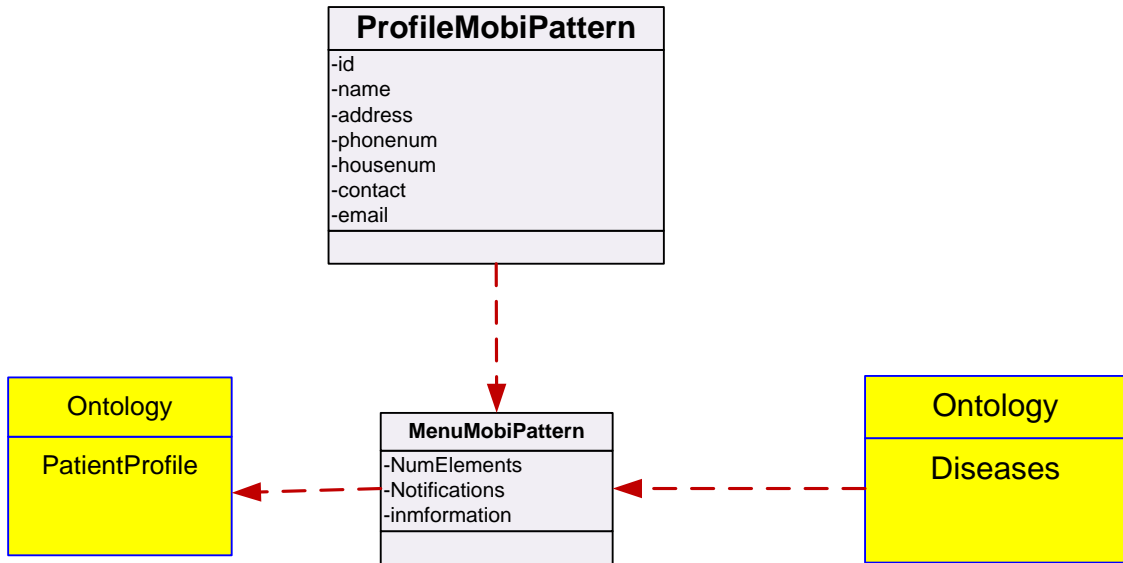 ProfileMobiPattern
-id
-name
-address
-phonenum
-housenum
-contact
-email
Ontology
PatientProfile
MenuMobiPattern
-NumElements
-Notifications
-inmformation
Ontology
Diseases